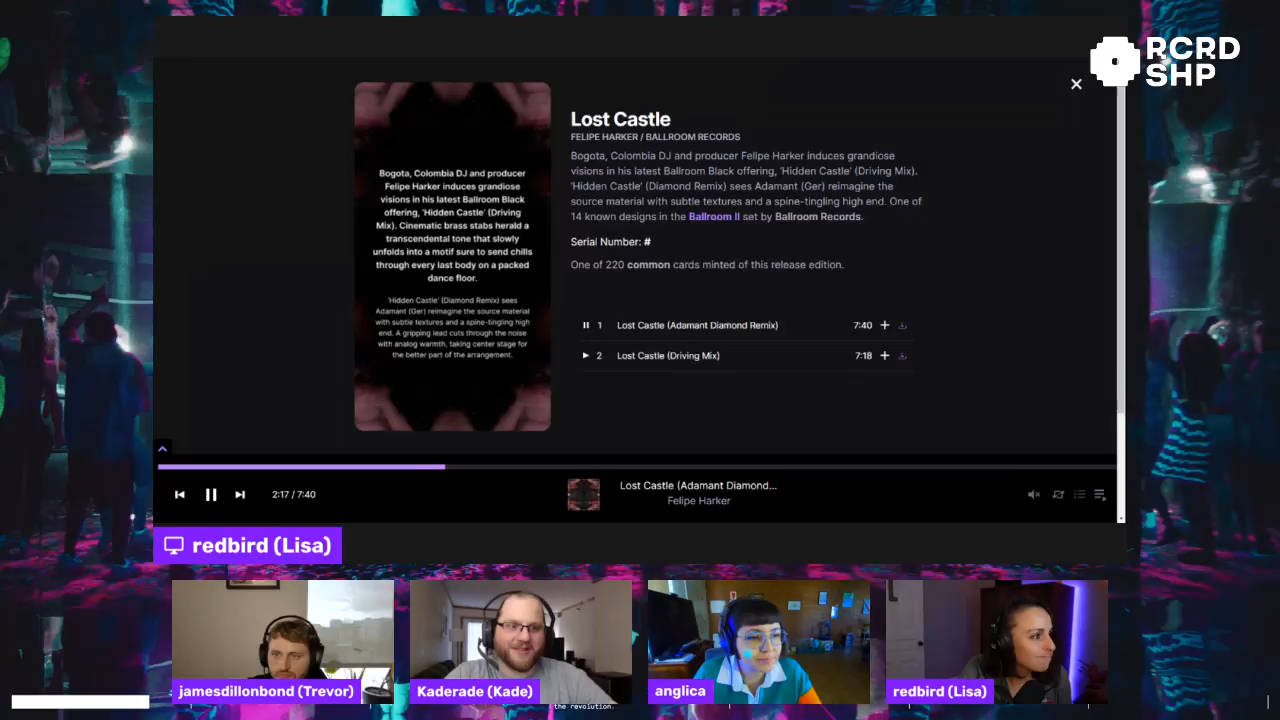 RCRD
SHP
Lost Castle
FELIPE HARKER / BALLROOM RECORDS
Bogota, Colombia DJ and producer Felipe Harker induces grandiose
visions in his latest Ballroom Black offering, 'Hidden Castle' (Driving Mix).
'Hidden Castle' (Diamond Remix) sees Adamant (Ger) reimagine the
source material with subtle textures and a spine-tingling high end. One of
14 known designs in the Ballroom II set by Ballroom Records.
Serial Number: #
One of 220 common cards minted of this release edition.
1 Lost Castle (Adamant Diamond Remix) 7:40
2 Lost Castle (Driving Mix) 7:18
Bogota, Colombia DJ and producer
Felipe Harker induces grandiose
visions in his latest Ballroom Black
offering, 'Hidden Castle' (Driving
Mix). Cinematic brass stabs herald a
transcendental tone that slowly
unfolds into a motif sure to send chills
through every last body on a packed
dance floor.
'Hidden Castle' (Diamond Remix) sees
Adamant (Ger) reimagine the source material
with subtle textures and a spine-tingling high
end. A gripping lead cuts through the noise
with analog warmth, taking center stage for
the better part of the arrangement.
2:17 / 7:40
Lost Castle (Adamant Diamond...
Felipe Harker
redbird (Lisa)
jamesdillonbond (Trevor)
Kaderade (Kade)
anglica
redbird (Lisa)
the revolution.